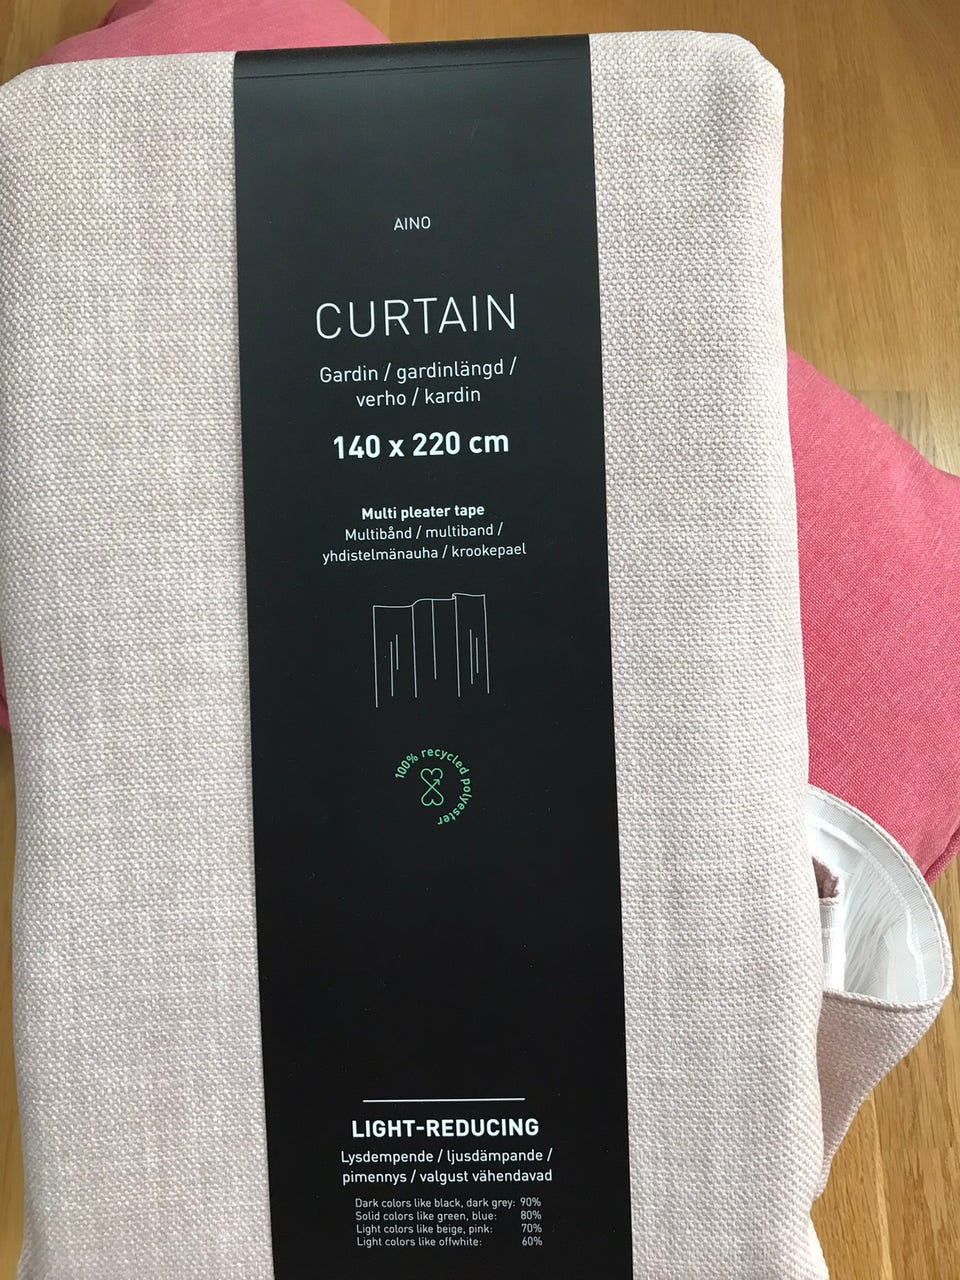 AINO
CURTAIN
Gardin / gardinlängd /
verho / kardin
140 x 220 cm
Multi pleater tape
Multibånd / multiband /
yhdistelmänauha / krookepael
100% recycled polyester
LIGHT-REDUCING
Lysdempende / ljusdämpande /
pimennys / valgust vähendavad
Dark colors like black, dark grey: 90%
Solid colors like green, blue: 80%
Light colors like beige, pink: 70%
Light colors like offwhite: 60%